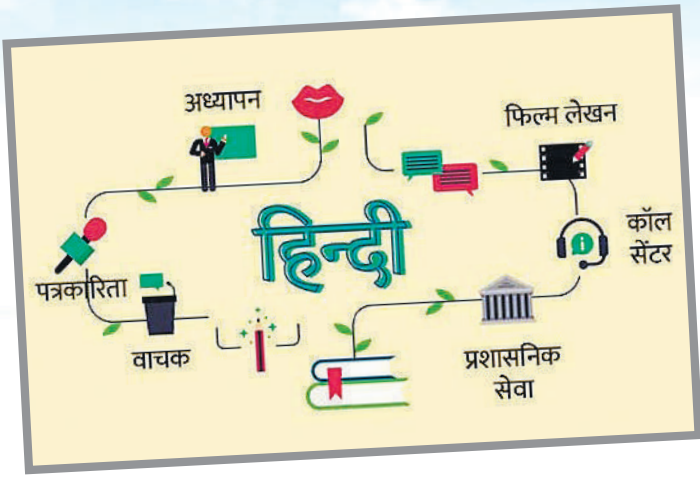 अध्यापन
फिल्म लेखन
हिन्दी
कॉल
सेंटर
पत्रकारिता
वाचक
प्रशासनिक
सेवा